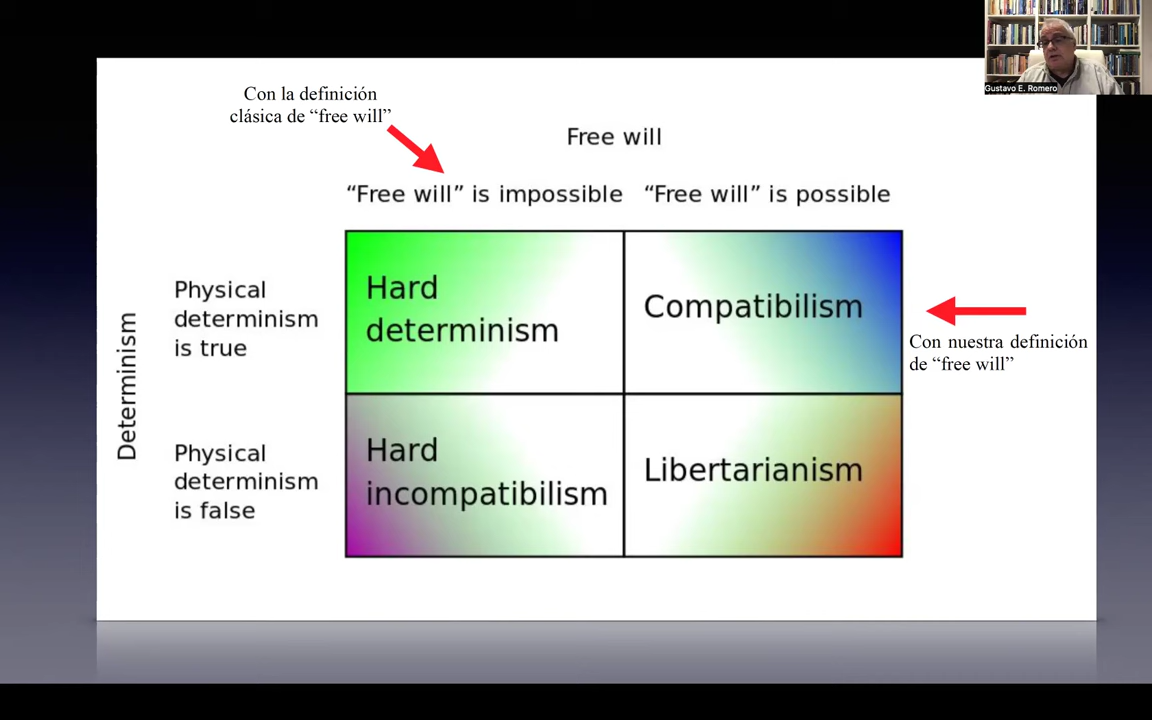 Gustavo E. Romero
Con la definición
clásica de “free will”
Free will
“Free will” is impossible
“Free will” is possible
Determinism
Physical
determinism
is true
Hard
determinism
Compatibilism
Con nuestra definición
de “free will”
Physical
determinism
is false
Hard
incompatibilism
Libertarianism